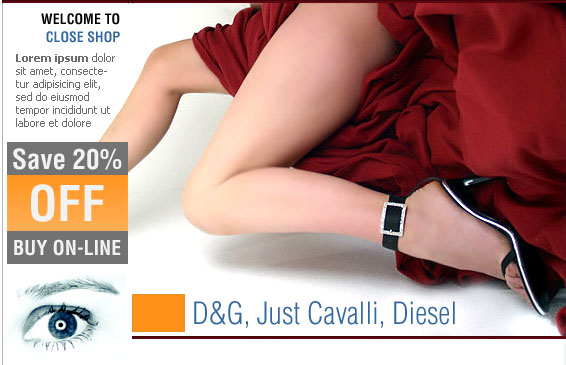 WELCOME TO
CLOSE SHOP
Lorem ipsum dolor
sit amet, consecte-
tur adipisicing elit,
sed do eiusmod
tempor incididunt ut
labore et dolore
Save 20%
OFF
BUY ON-LINE
D&G, Just Cavalli, Diesel